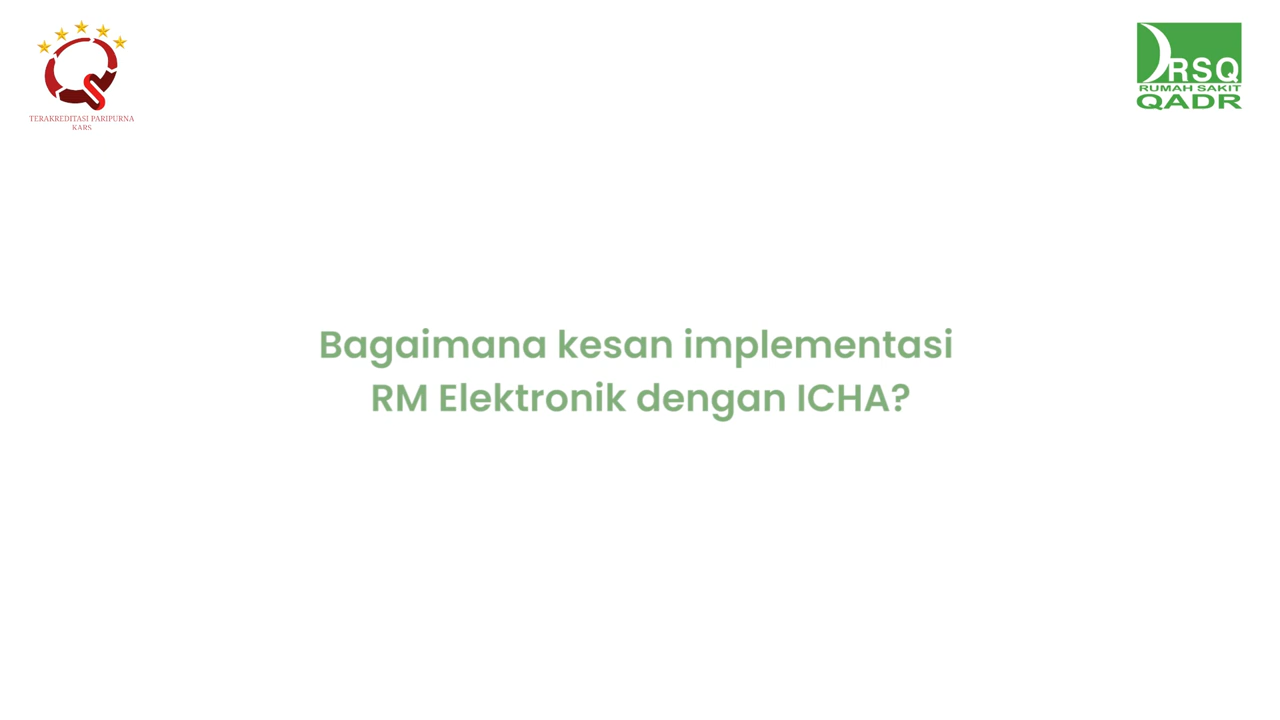 TERAKREDITASI PARIPURNA
KARS
RSQ
RUMAH SAKIT
QADR
Bagaimana kesan implementasi
RM Elektronik dengan ICHA?